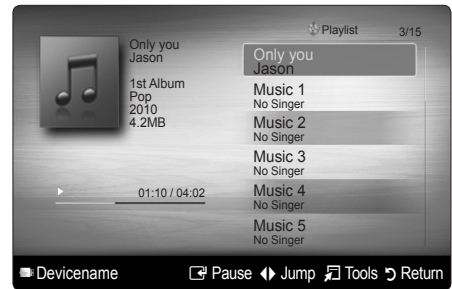 Playlist 3/15
Only you
Jason
1st Album
Pop
2010
4.2MB
01:10 / 04:02
Only you
Jason
Music 1
No Singer
Music 2
No Singer
Music 3
No Singer
Music 4
No Singer
Music 5
No Singer
Devicename Pause Jump Tools Return